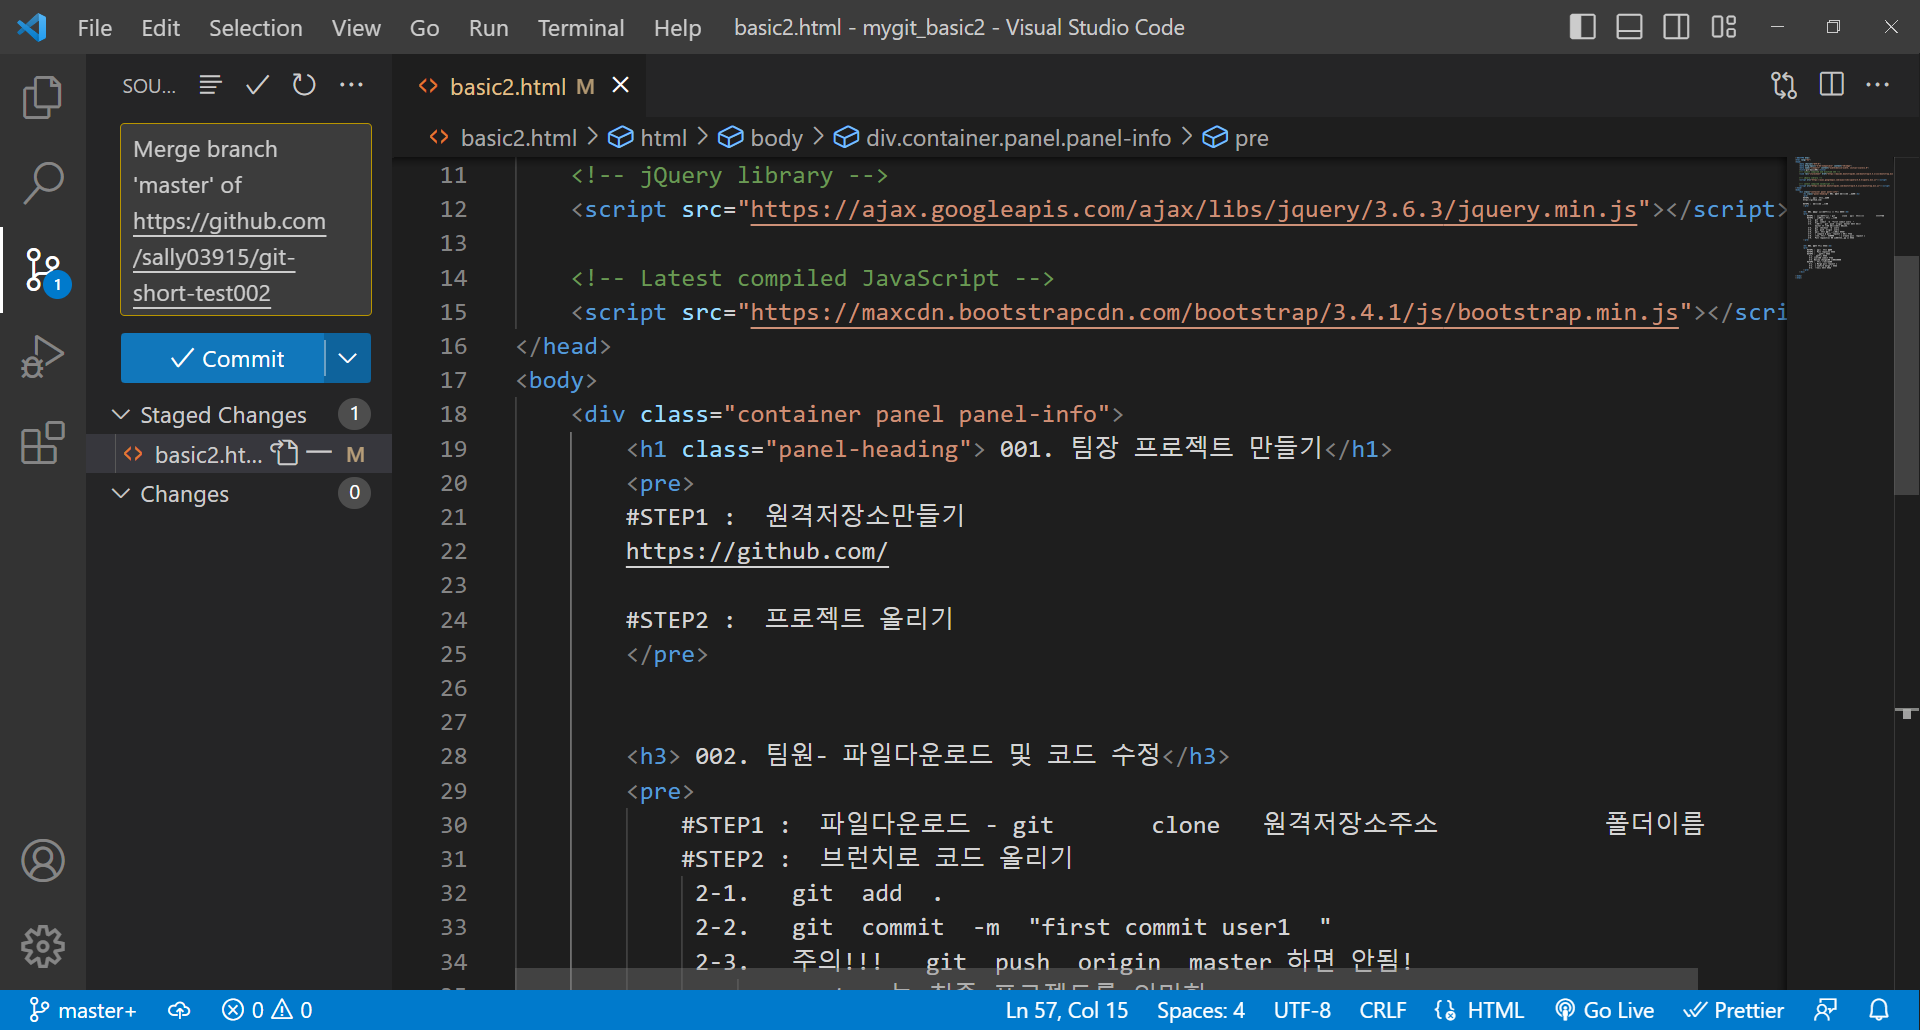 File Edit Selection View Go Run Terminal Help basic2.html - mygit_basic2 - Visual Studio Code
SOU...
basic2.html M
basic2.html > html > body > div.container.panel.panel-info > pre
Merge branch
'master' of
https://github.com
/sally03915/git-
short-test002
Commit
Staged Changes 1
basic2.ht... M
Changes 0
1
11 <!-- jQuery library -->
12 <script src="https://ajax.googleapis.com/ajax/libs/jquery/3.6.3/jquery.min.js"></script>
13
14 <!-- Latest compiled JavaScript -->
15 <script src="https://maxcdn.bootstrapcdn.com/bootstrap/3.4.1/js/bootstrap.min.js"></scri
16 </head>
17 <body>
18 <div class="container panel panel-info">
19 <h1 class="panel-heading"> 001. 팀장 프로젝트 만들기</h1>
20 <pre>
21 #STEP1 : 원격저장소만들기
22 https://github.com/
23
24 #STEP2 : 프로젝트 올리기
25 </pre>
26
27
28 <h3> 002. 팀원- 파일다운로드 및 코드 수정</h3>
29 <pre>
30 #STEP1 : 파일다운로드 - git clone 원격저장소주소 폴더이름
31 #STEP2 : 브런치로 코드 올리기
32 2-1. git add .
33 2-2. git commit -m "first commit user1 "
34 2-3. 주의!!! git push origin master 하면 안됨!
master+ 0 0 Ln 57, Col 15 Spaces: 4 UTF-8 CRLF HTML Go Live Prettier